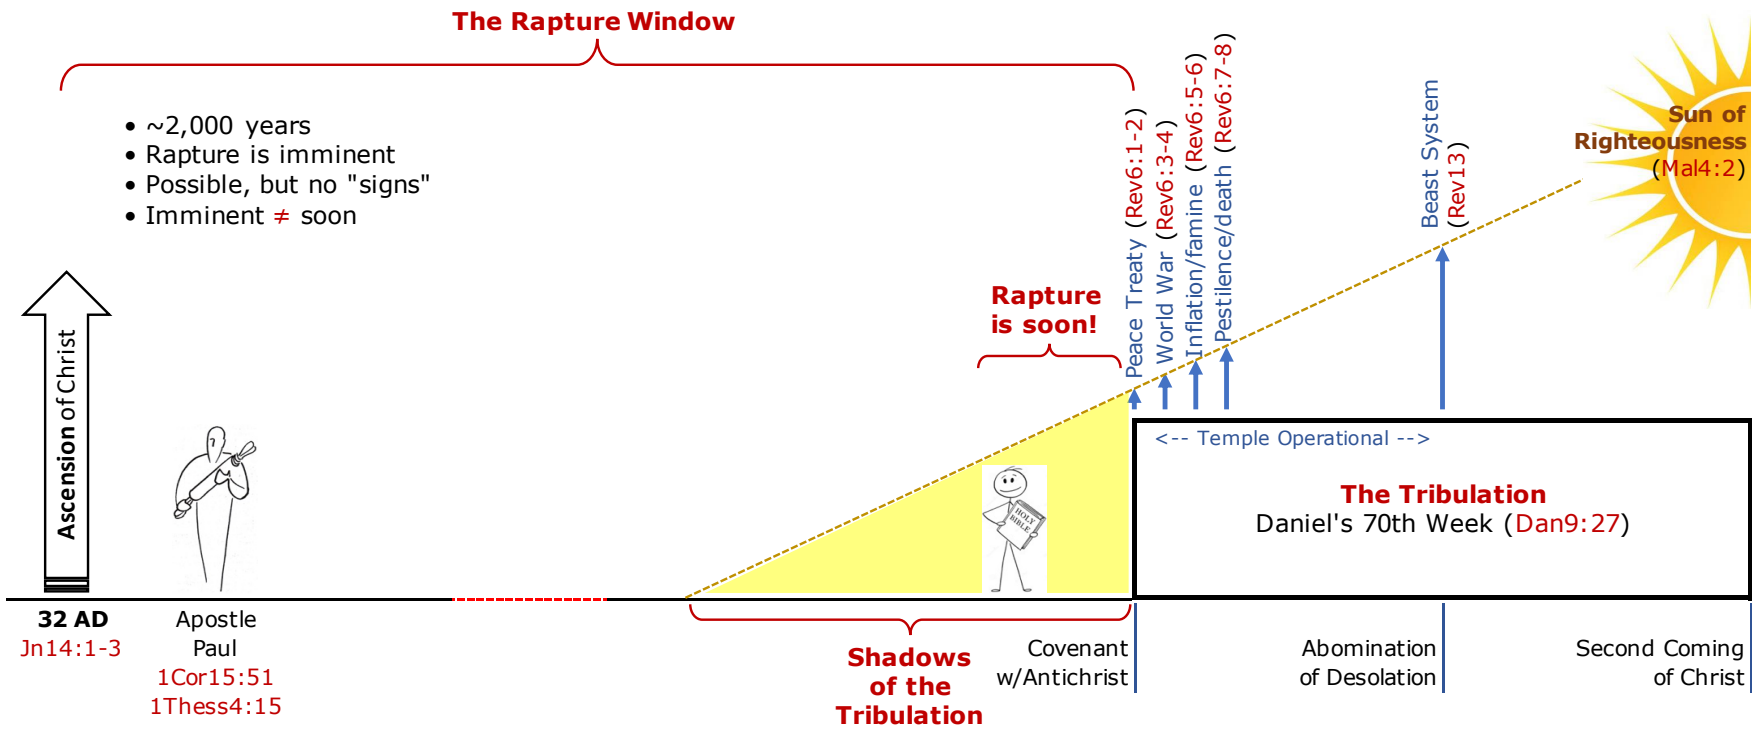 The Rapture Window
• ~2,000 years
• Rapture is imminent
• Possible, but no "signs"
• Imminent ≠ soon
Ascension of Christ
Rapture
is soon!
Peace Treaty (Rev6:1-2)
World War (Rev6:3-4)
Inflation/famine (Rev6:5-6)
Pestilence/death (Rev6:7-8)
Beast System
(Rev13)
Sun of
Righteousness
(Mal4:2)
HOLY
BIBLE
<-- Temple Operational -->
The Tribulation
Daniel's 70th Week (Dan9:27)
32 AD
Jn14:1-3
Apostle
Paul
1Cor15:51
1Thess4:15
Shadows
of the
Tribulation
Covenant
w/Antichrist
Abomination
of Desolation
Second Coming
of Christ